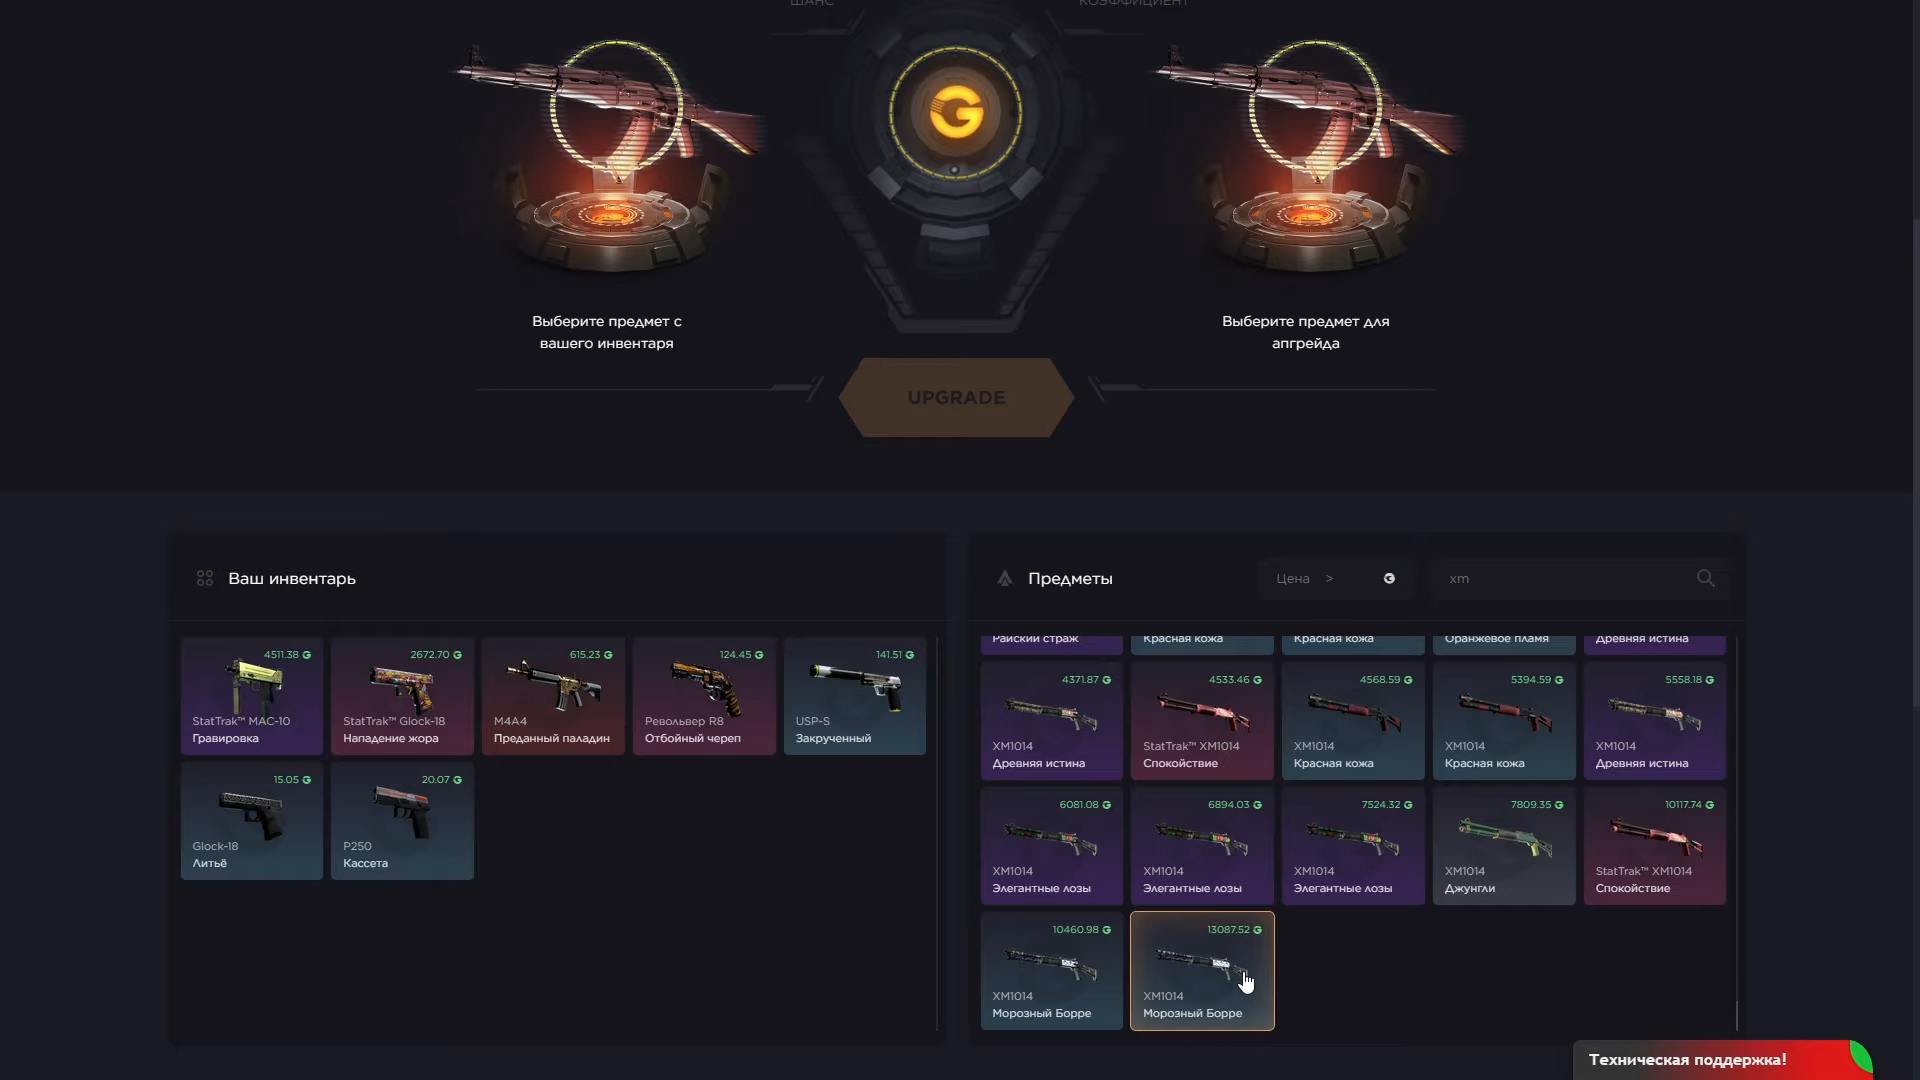 ШАНС
КОЭФФИЦИЕНТ
Выберите предмет с
вашего инвентаря
Выберите предмет для
апгрейда
UPGRADE
Ваш инвентарь
4511.38
StatTrak™ MAC-10
Гравировка
2672.70
StatTrak™ Glock-18
Нападение жора
615.23
M4A4
Преданный паладин
124.45
Револьвер R8
Отбойный череп
141.51
USP-S
Закрученный
15.05
Glock-18
Литьё
20.07
P250
Кассета
Предметы
Цена >
xm
Райский страж
Красная кожа
Красная кожа
Оранжевое пламя
Древняя истина
4371.87
XM1014
Древняя истина
4533.46
StatTrak™ XM1014
Спокойствие
4568.59
XM1014
Красная кожа
5394.59
XM1014
Красная кожа
5558.18
XM1014
Древняя истина
6081.08
XM1014
Элегантные лозы
6894.03
XM1014
Элегантные лозы
7524.32
XM1014
Элегантные лозы
7809.35
XM1014
Джунгли
10117.74
StatTrak™ XM1014
Спокойствие
10460.98
XM1014
Морозный Борре
13087.52
XM1014
Морозный Борре
Техническая поддержка!